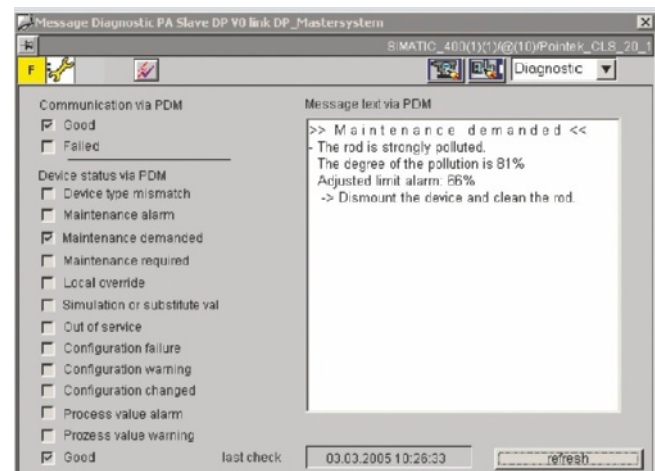 Message Diagnostic PA Slave DP V0 link DP_Mastersystem
SIMATIC_400(1)(1)/@(10)/Pointek_CLS_20_1
F
Diagnostic
Communication via PDM
Good
Failed
Device status via PDM
Device type mismatch
Maintenance alarm
Maintenance demanded
Maintenance required
Local override
Simulation or substitute val
Out of service
Configuration failure
Configuration warning
Configuration changed
Process value alarm
Prozess value warning
Good
last check
03.03.2005 10:26:33
refresh
Message text via PDM
>> Maintenance demanded <<
- The rod is strongly polluted.
The degree of the pollution is 81%
Adjusted limit alarm: 66%
-> Dismount the device and clean the rod.